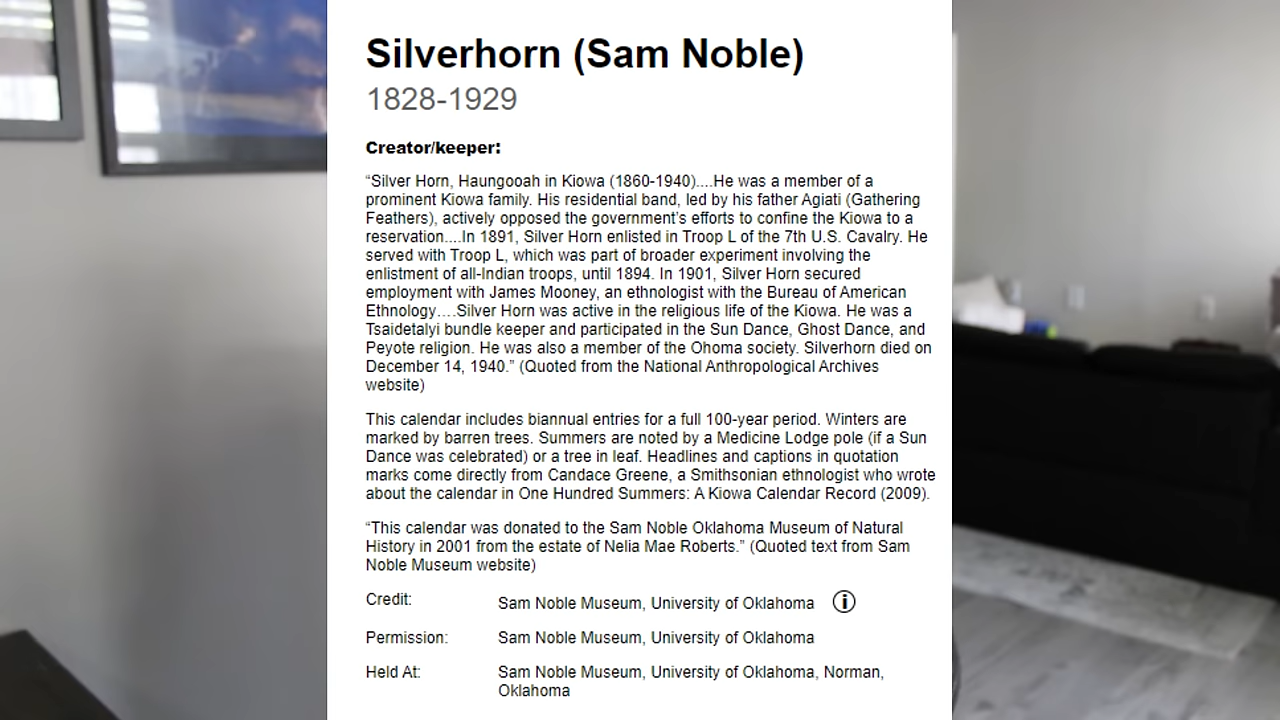 Silverhorn (Sam Noble)
1828-1929
Creator/keeper:
“Silver Horn, Haungooah in Kiowa (1860-1940)....He was a member of a
prominent Kiowa family. His residential band, led by his father Agiati (Gathering
Feathers), actively opposed the government’s efforts to confine the Kiowa to a
reservation....In 1891, Silver Horn enlisted in Troop L of the 7th U.S. Cavalry. He
served with Troop L, which was part of broader experiment involving the
enlistment of all-Indian troops, until 1894. In 1901, Silver Horn secured
employment with James Mooney, an ethnologist with the Bureau of American
Ethnology….Silver Horn was active in the religious life of the Kiowa. He was a
Tsaidetalyi bundle keeper and participated in the Sun Dance, Ghost Dance, and
Peyote religion. He was also a member of the Ohoma society. Silverhorn died on
December 14, 1940.” (Quoted from the National Anthropological Archives
website)
This calendar includes biannual entries for a full 100-year period. Winters are
marked by barren trees. Summers are noted by a Medicine Lodge pole (if a Sun
Dance was celebrated) or a tree in leaf. Headlines and captions in quotation
marks come directly from Candace Greene, a Smithsonian ethnologist who wrote
about the calendar in One Hundred Summers: A Kiowa Calendar Record (2009).
“This calendar was donated to the Sam Noble Oklahoma Museum of Natural
History in 2001 from the estate of Nelia Mae Roberts.” (Quoted text from Sam
Noble Museum website)
Credit: Sam Noble Museum, University of Oklahoma
Permission: Sam Noble Museum, University of Oklahoma
Held At: Sam Noble Museum, University of Oklahoma, Norman,
Oklahoma